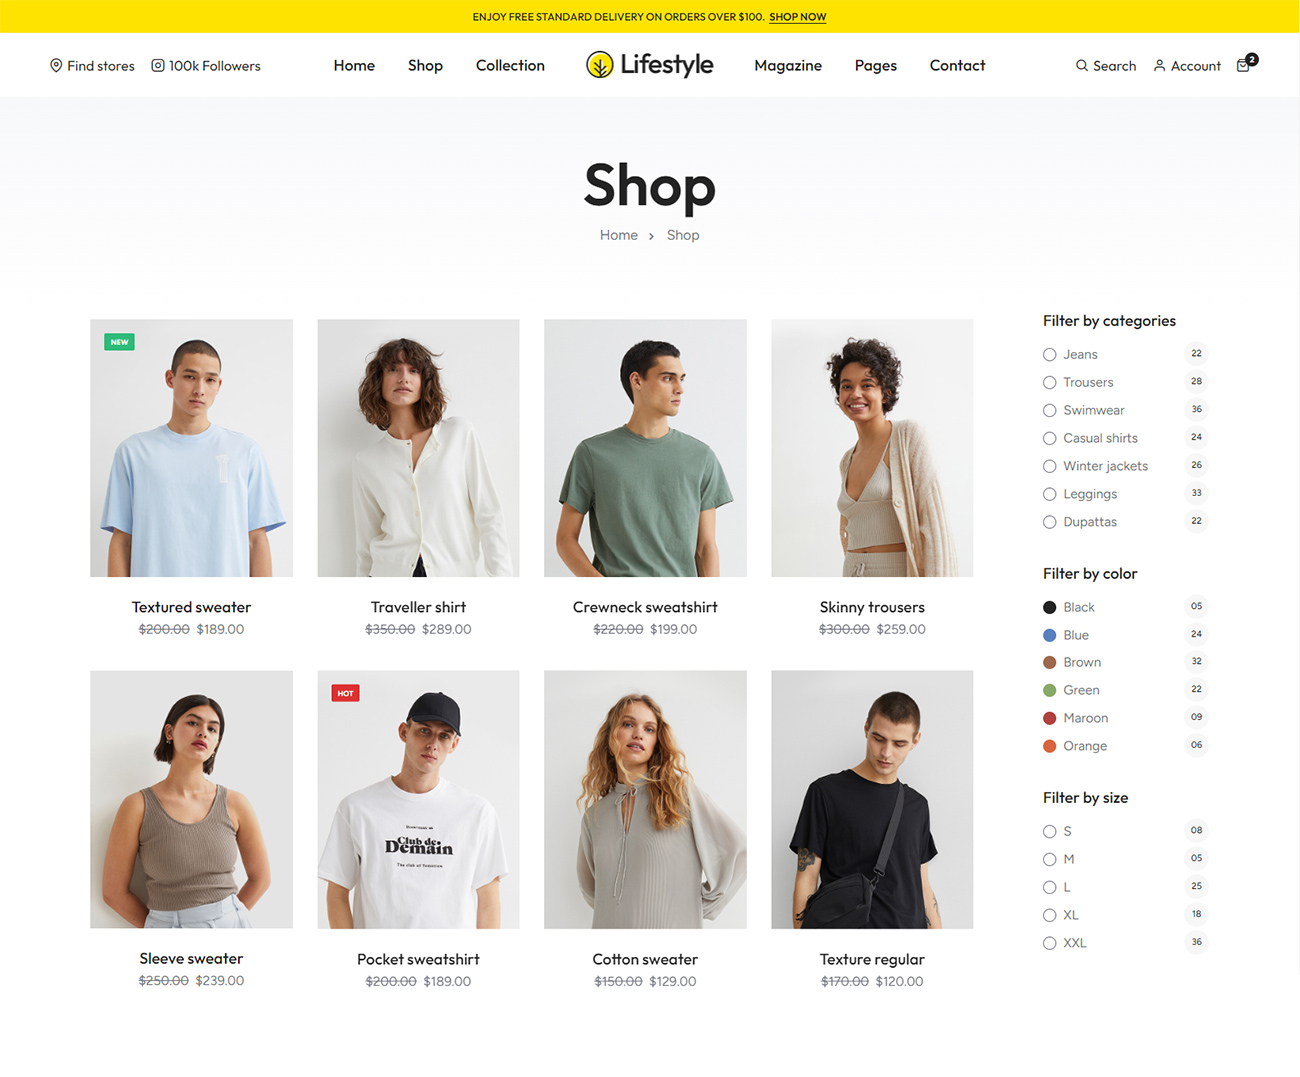 ENJOY FREE STANDARD DELIVERY ON ORDERS OVER $100. SHOP NOW
Find stores 100k Followers Home Shop Collection Lifestyle Magazine Pages Contact Search Account 2
Shop
Home > Shop
NEW
Textured sweater
$200.00 $189.00
Traveller shirt
$350.00 $289.00
Crewneck sweatshirt
$220.00 $199.00
Skinny trousers
$300.00 $259.00
Sleeve sweater
$250.00 $239.00
HOT
Club de
Demain
The club of Tomorrow
Pocket sweatshirt
$200.00 $189.00
Cotton sweater
$150.00 $129.00
Texture regular
$170.00 $120.00
Filter by categories
Jeans 22
Trousers 28
Swimwear 36
Casual shirts 24
Winter jackets 26
Leggings 33
Dupattas 22
Filter by color
Black 05
Blue 24
Brown 32
Green 22
Maroon 09
Orange 06
Filter by size
S 08
M 05
L 25
XL 18
XXL 36